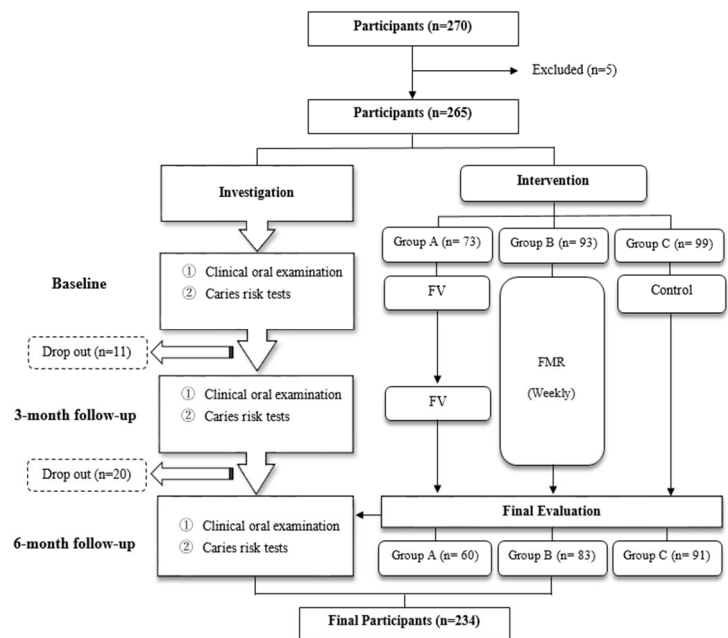 Participants (n=270)
Excluded (n=5)
Participants (n=265)
Investigation
Intervention
Group A (n= 73)
Group B (n= 93)
Group C (n= 99)
Baseline
① Clinical oral examination
② Caries risk tests
FV
FMR
(Weekly)
Control
Drop out (n=11)
3-month follow-up
① Clinical oral examination
② Caries risk tests
FV
Drop out (n=20)
Final Evaluation
6-month follow-up
① Clinical oral examination
② Caries risk tests
Group A (n= 60)
Group B (n= 83)
Group C (n= 91)
Final Participants (n=234)